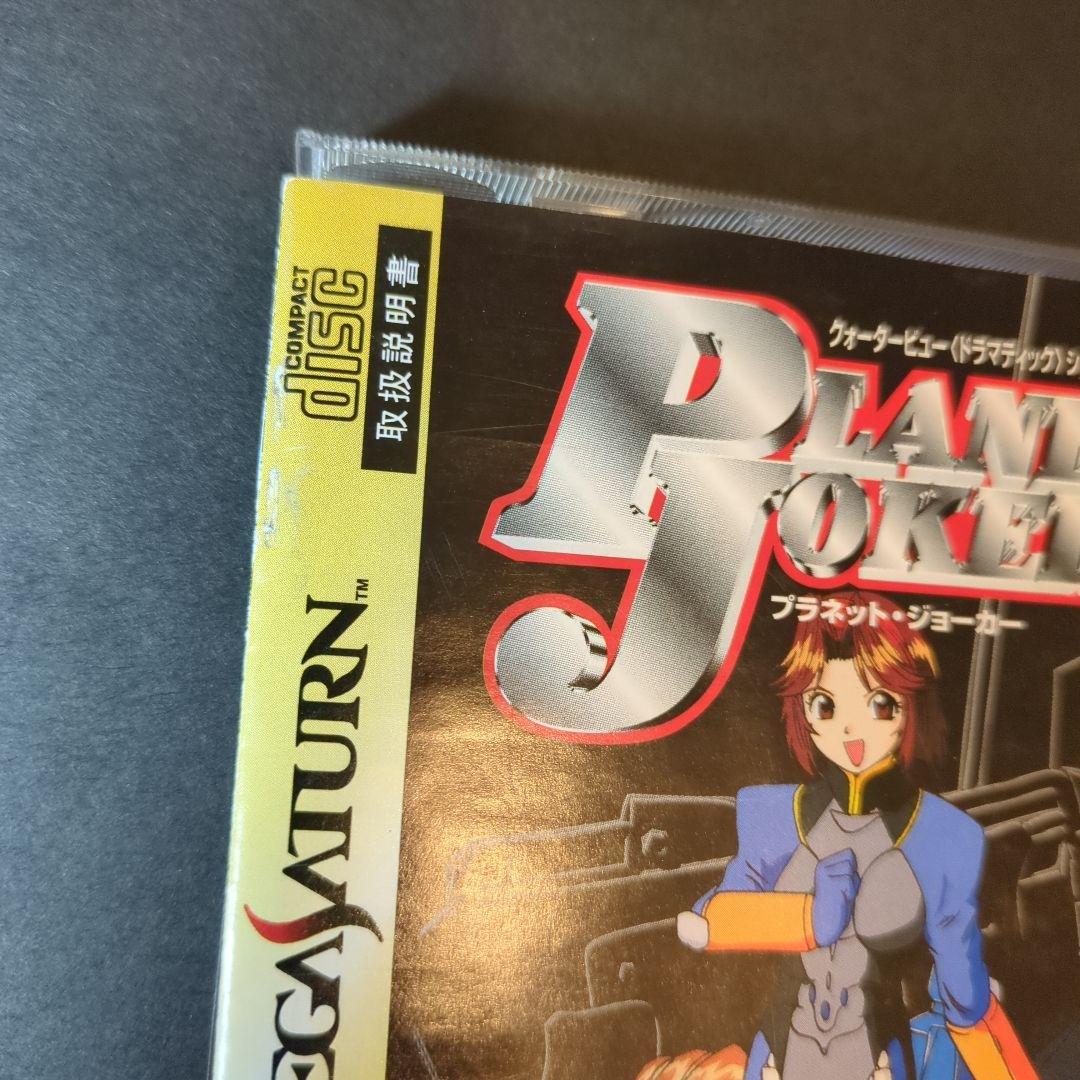 COMPACT
disc
取扱説明書
SEGA SATURN™
クォータービュー〈ドラマティック〉シ
PLANE
JOKER
プラネット・ジョーカー